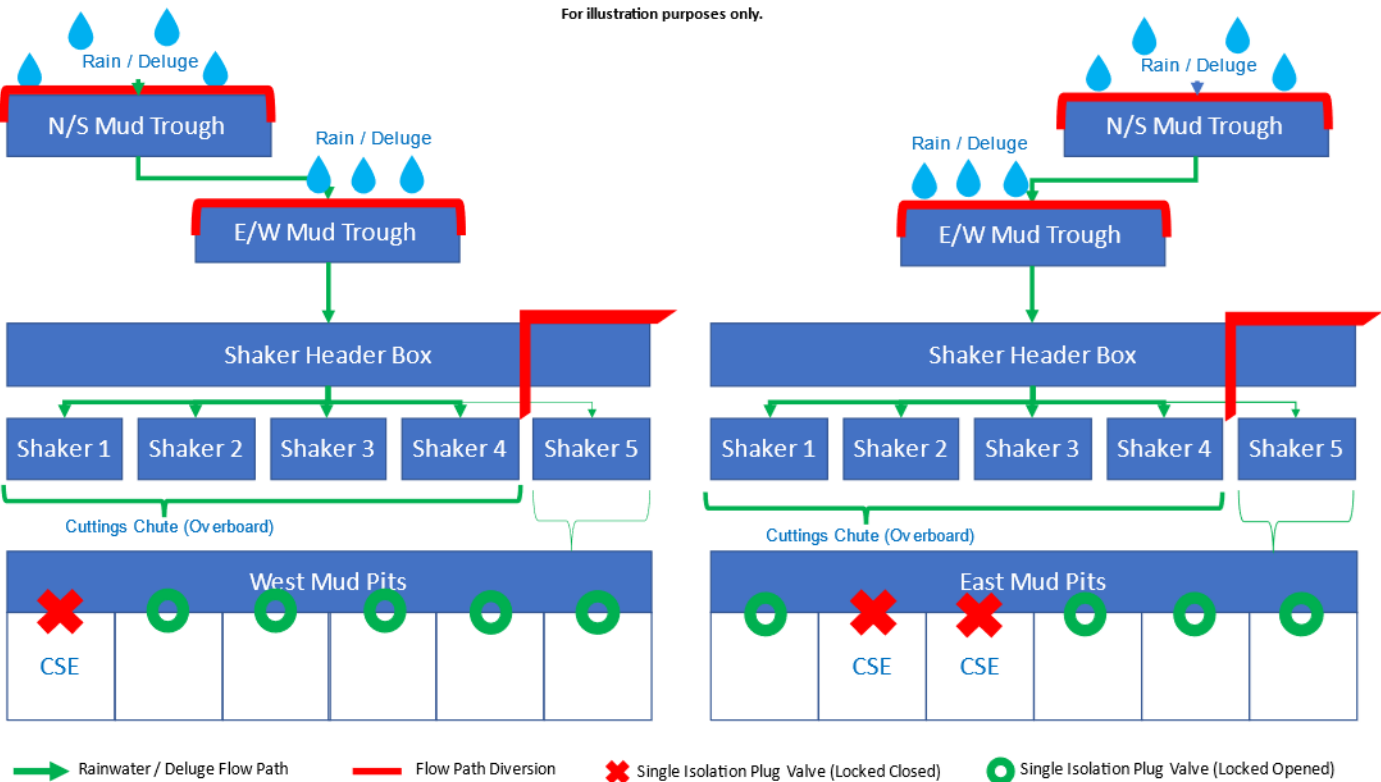 For illustration purposes only.
Rain / Deluge
N/S Mud Trough
Rain / Deluge
E/W Mud Trough
Shaker Header Box
Shaker 1
Shaker 2
Shaker 3
Shaker 4
Shaker 5
Cuttings Chute (Overboard)
West Mud Pits
CSE
Rain / Deluge
N/S Mud Trough
Rain / Deluge
E/W Mud Trough
Shaker Header Box
Shaker 1
Shaker 2
Shaker 3
Shaker 4
Shaker 5
Cuttings Chute (Overboard)
East Mud Pits
CSE
CSE
Rainwater / Deluge Flow Path
Flow Path Diversion
Single Isolation Plug Valve (Locked Closed)
Single Isolation Plug Valve (Locked Opened)